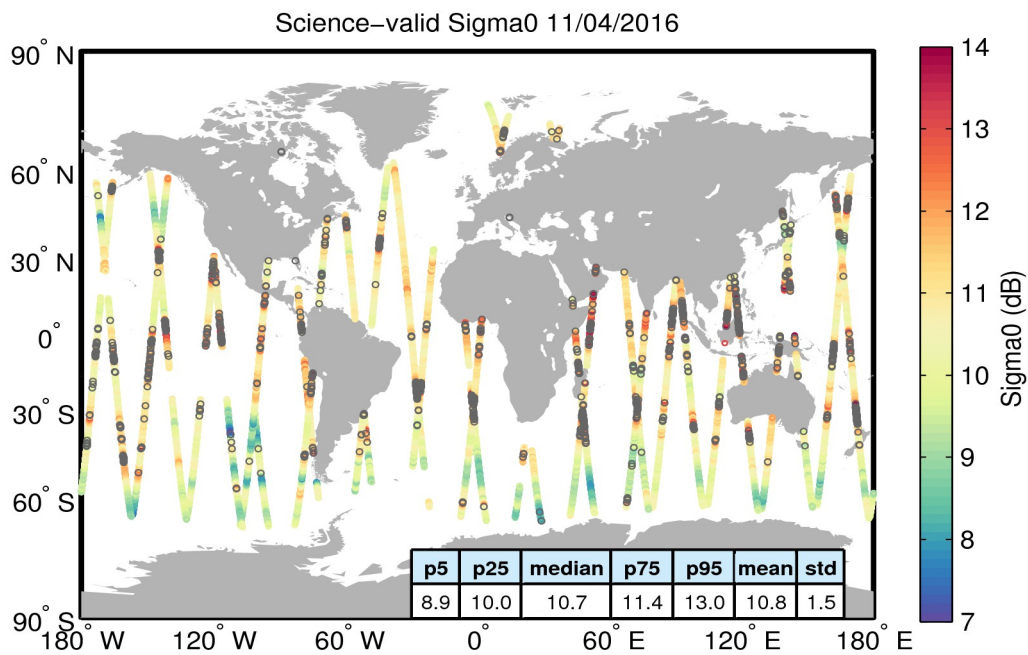 Science−valid Sigma0 11/04/2016
90° N
60° N
30° N
0°
30° S
60° S
90° S
180° W
120° W
60° W
0°
60° E
120° E
180° E
p5 p25 median p75 p95 mean std
8.9 10.0 10.7 11.4 13.0 10.8 1.5
14
13
12
11
10
9
8
7
Sigma0 (dB)